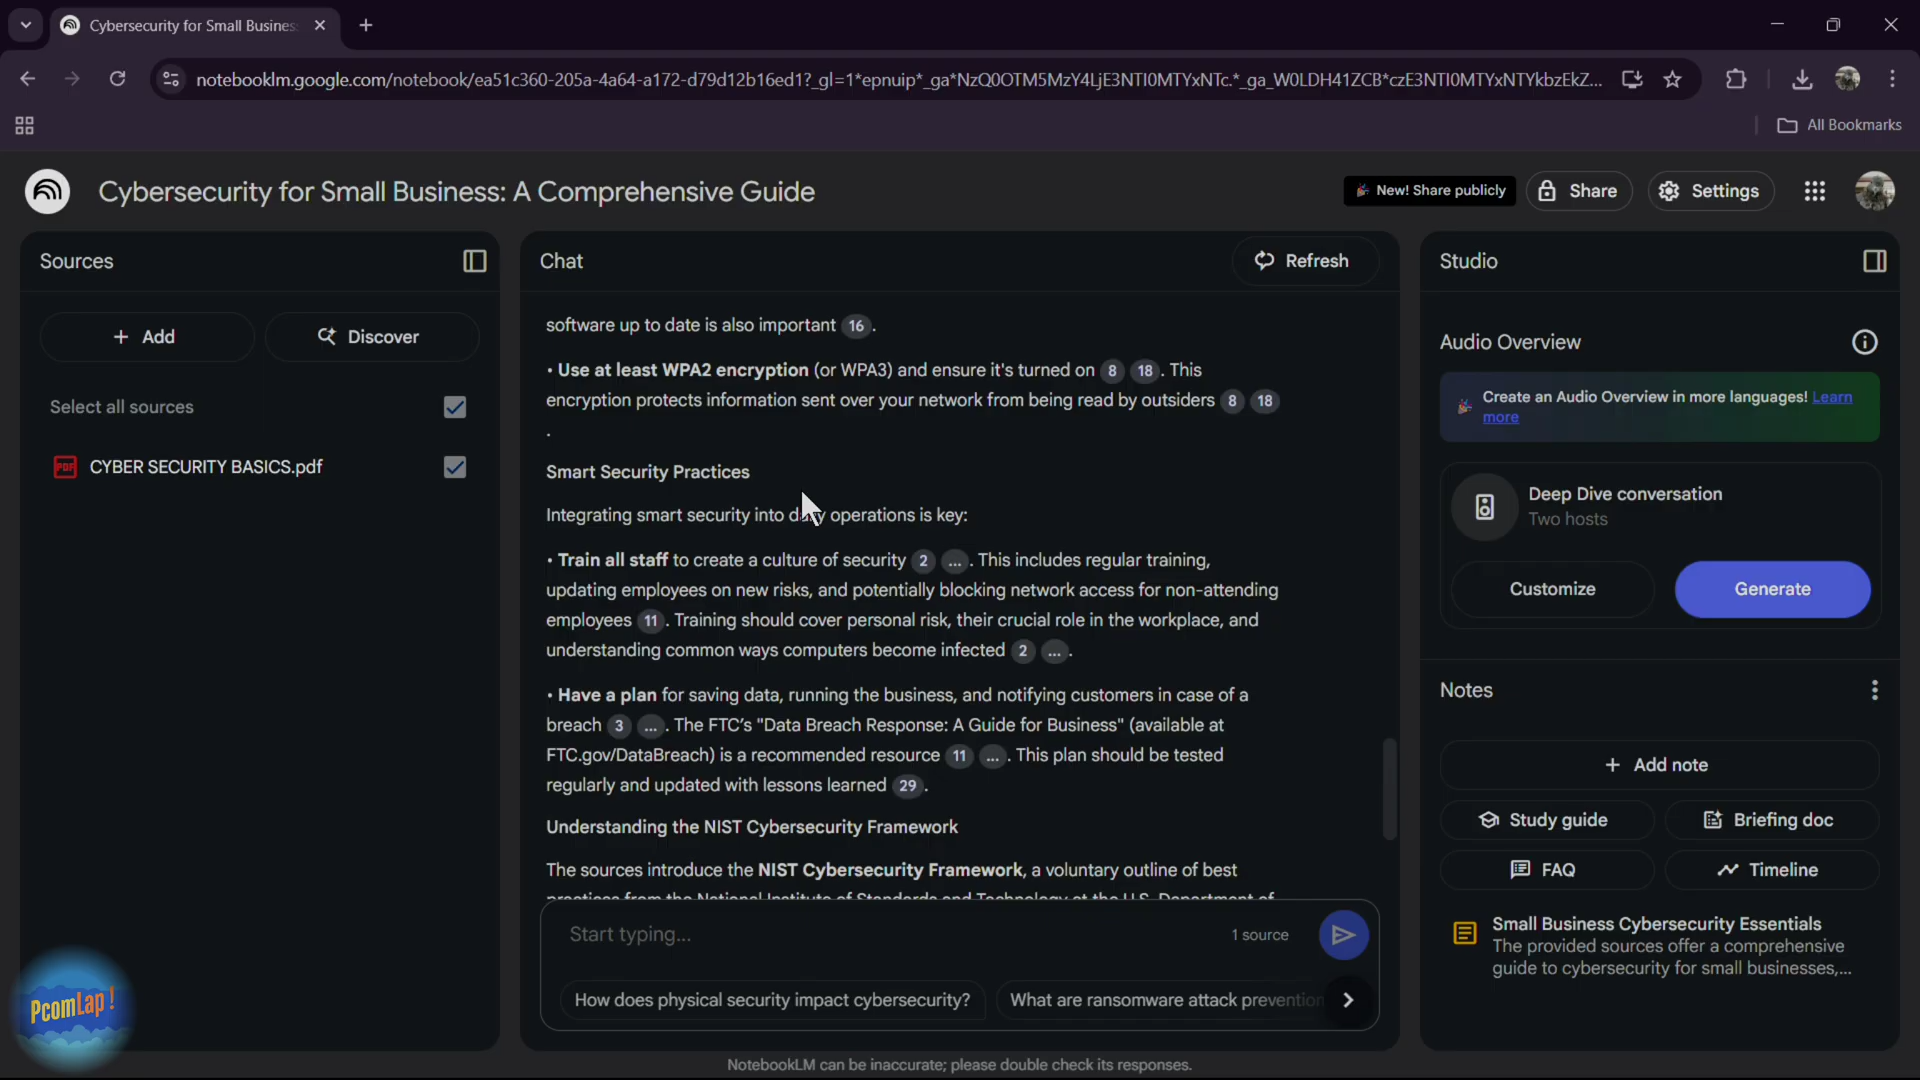 Cybersecurity for Small Busines
notebooklm.google.com/notebook/ea51c360-205a-4a64-a172-d79d12b16ed1?_gl=1*epnuip*_ga*NzQ0OTM5MzY4LjE3NTI0MTYxNTc.*_ga_W0LDH41ZCB*czE3NTI0MTYxNTYkbzEkZ...
All Bookmarks
Cybersecurity for Small Business: A Comprehensive Guide
New! Share publicly
Share
Settings
Sources
Add
Discover
Select all sources
PDF CYBER SECURITY BASICS.pdf
Chat
Refresh
software up to date is also important 16 .
• Use at least WPA2 encryption (or WPA3) and ensure it's turned on 8 18 . This
encryption protects information sent over your network from being read by outsiders 8 18
.
Smart Security Practices
Integrating smart security into daily operations is key:
• Train all staff to create a culture of security 2 ... . This includes regular training,
updating employees on new risks, and potentially blocking network access for non-attending
employees 11 . Training should cover personal risk, their crucial role in the workplace, and
understanding common ways computers become infected 2 ... .
• Have a plan for saving data, running the business, and notifying customers in case of a
breach 3 ... . The FTC's "Data Breach Response: A Guide for Business" (available at
FTC.gov/DataBreach) is a recommended resource 11 ... . This plan should be tested
regularly and updated with lessons learned 29 .
Understanding the NIST Cybersecurity Framework
The sources introduce the NIST Cybersecurity Framework, a voluntary outline of best
practices from the National Institute of Standards and Technology at the U.S. Department of
Start typing...
1 source
How does physical security impact cybersecurity?
What are ransomware attack prevention
NotebookLM can be inaccurate; please double check its responses.
Studio
Audio Overview
Create an Audio Overview in more languages! Learn
more
Deep Dive conversation
Two hosts
Customize
Generate
Notes
Add note
Study guide
Briefing doc
FAQ
Timeline
Small Business Cybersecurity Essentials
The provided sources offer a comprehensive
guide to cybersecurity for small businesses,...
PcomLap !